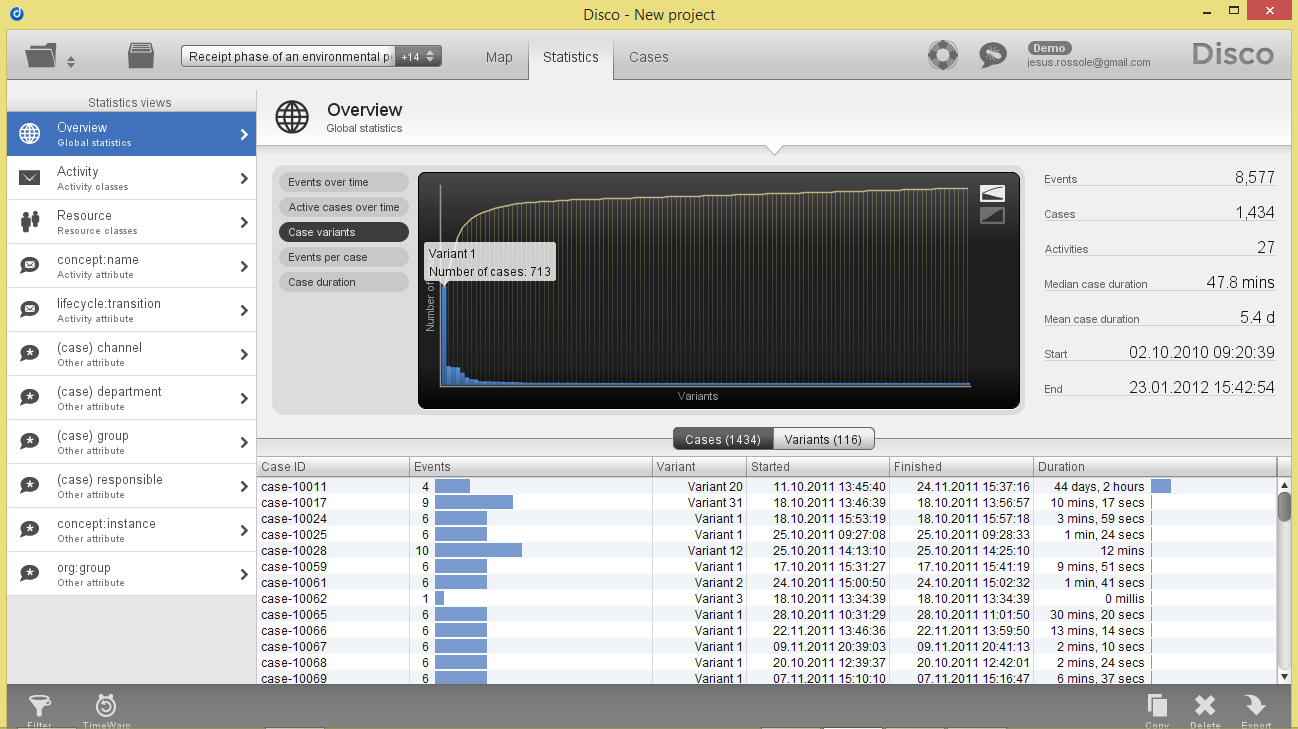 Disco - New project
Receipt phase of an environmental p
+14
Map
Statistics
Cases
Demo
jesus.rossole@gmail.com
Disco
Statistics views
Overview
Global statistics
Activity
Activity classes
Resource
Resource classes
concept:name
Activity attribute
lifecycle:transition
Activity attribute
(case) channel
Other attribute
(case) department
Other attribute
(case) group
Other attribute
(case) responsible
Other attribute
concept:instance
Other attribute
org:group
Other attribute
Overview
Global statistics
Events over time
Active cases over time
Case variants
Events per case
Case duration
Variant 1
Number of cases: 713
Number of
Variants
Events 8,577
Cases 1,434
Activities 27
Median case duration 47.8 mins
Mean case duration 5.4 d
Start 02.10.2010 09:20:39
End 23.01.2012 15:42:54
Cases (1434) Variants (116)
Case ID Events Variant Started Finished Duration
case-10011 4 Variant 20 11.10.2011 13:45:40 24.11.2011 15:37:16 44 days, 2 hours
case-10017 9 Variant 31 18.10.2011 13:46:39 18.10.2011 13:56:57 10 mins, 17 secs
case-10024 6 Variant 1 18.10.2011 15:53:19 18.10.2011 15:57:18 3 mins, 59 secs
case-10025 6 Variant 1 25.10.2011 09:27:08 25.10.2011 09:28:33 1 min, 24 secs
case-10028 10 Variant 12 25.10.2011 14:13:10 25.10.2011 14:25:10 12 mins
case-10059 6 Variant 1 17.10.2011 15:31:27 17.10.2011 15:41:19 9 mins, 51 secs
case-10061 6 Variant 2 24.10.2011 15:00:50 24.10.2011 15:02:32 1 min, 41 secs
case-10062 1 Variant 3 18.10.2011 13:34:39 18.10.2011 13:34:39 0 millis
case-10065 6 Variant 1 28.10.2011 10:31:29 28.10.2011 11:01:50 30 mins, 20 secs
case-10066 6 Variant 1 22.11.2011 13:46:36 22.11.2011 13:59:50 13 mins, 14 secs
case-10067 6 Variant 1 09.11.2011 20:39:03 09.11.2011 20:41:13 2 mins, 10 secs
case-10068 6 Variant 1 20.10.2011 12:39:37 20.10.2011 12:42:01 2 mins, 24 secs
case-10069 6 Variant 1 07.11.2011 15:10:10 07.11.2011 15:16:47 6 mins, 37 secs
Filter
TimeWarp
Copy
Delete
Export